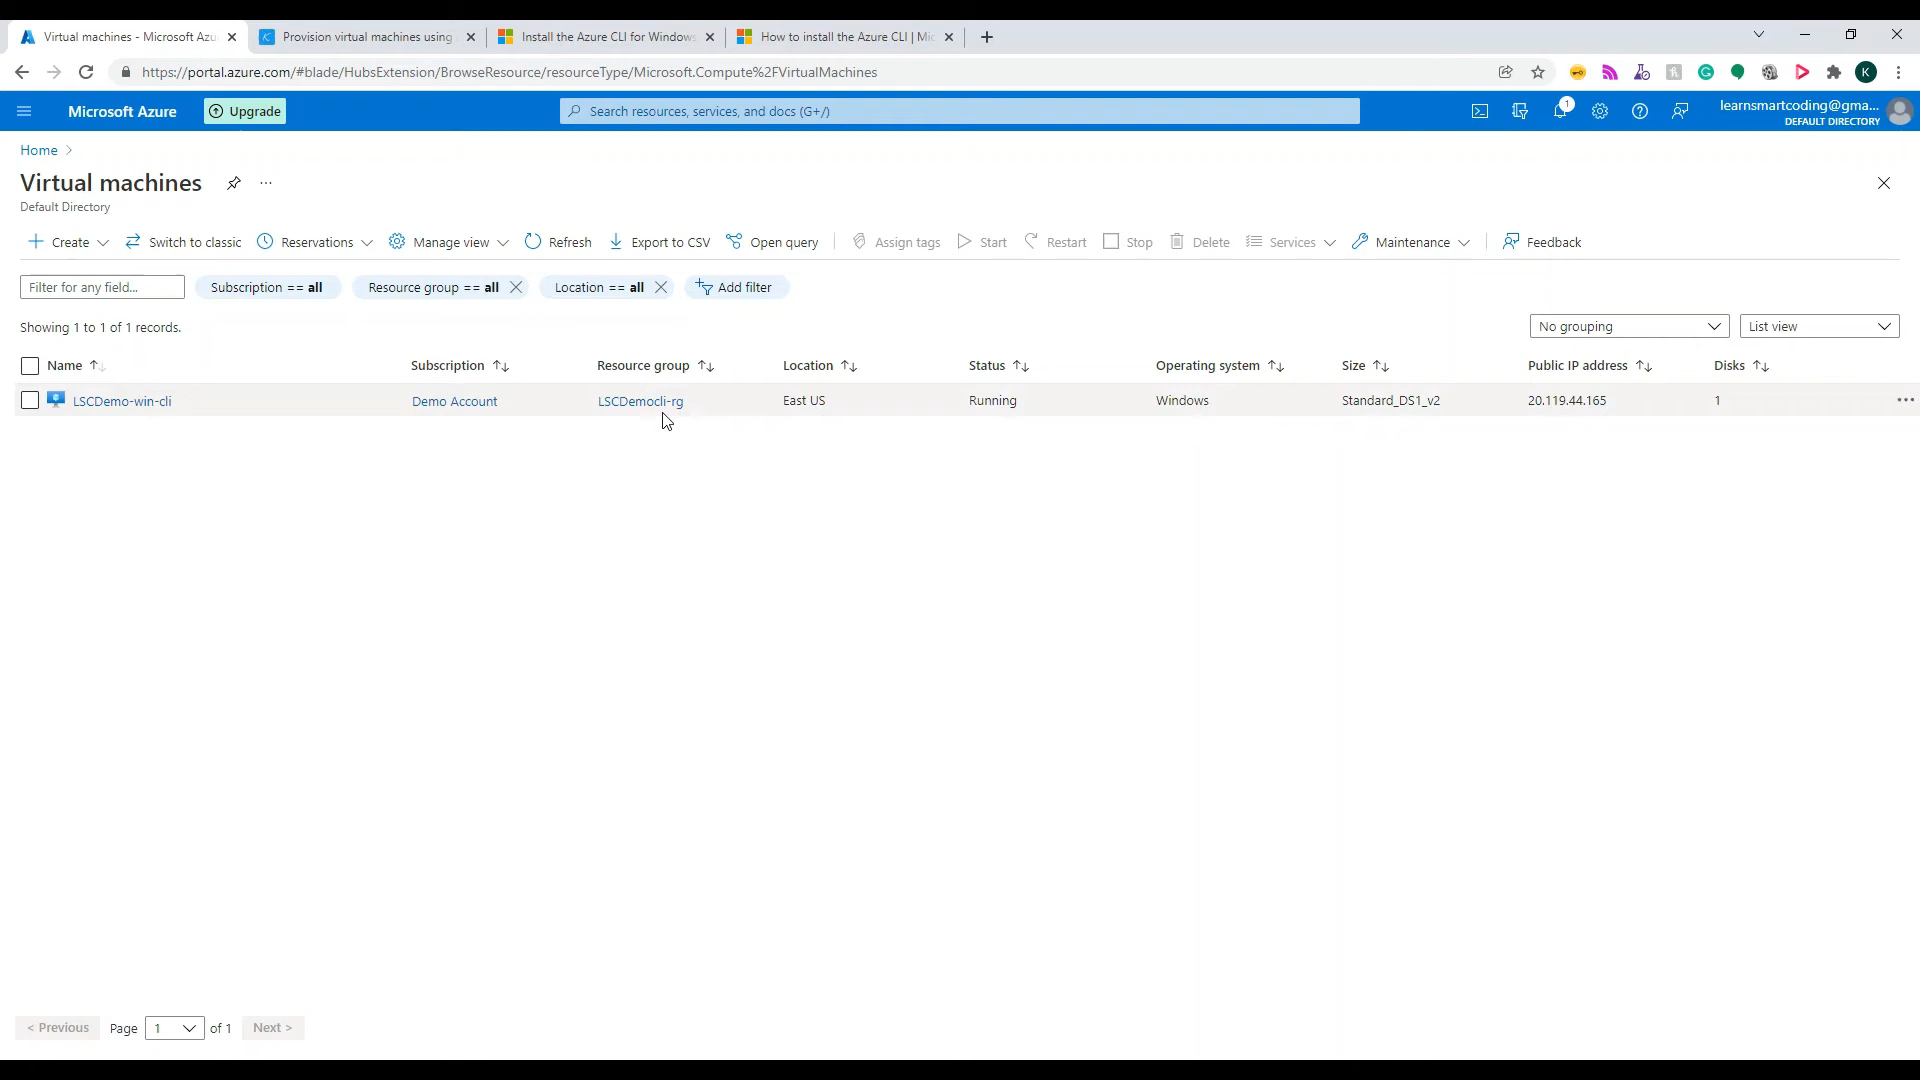 Virtual machines - Microsoft Azu
Provision virtual machines using
Install the Azure CLI for Windows
How to install the Azure CLI | Mic
https://portal.azure.com/#blade/HubsExtension/BrowseResource/resourceType/Microsoft.Compute%2FVirtualMachines
K
Microsoft Azure
Upgrade
Search resources, services, and docs (G+/)
1
learnsmartcoding@gma...
DEFAULT DIRECTORY
Home >
Virtual machines
...
Default Directory
Create
Switch to classic
Reservations
Manage view
Refresh
Export to CSV
Open query
Assign tags
Start
Restart
Stop
Delete
Services
Maintenance
Feedback
Filter for any field...
Subscription == all
Resource group == all
Location == all
Add filter
Showing 1 to 1 of 1 records.
No grouping
List view
Name Subscription Resource group Location Status Operating system Size Public IP address Disks
LSCDemo-win-cli Demo Account LSCDemocli-rg East US Running Windows Standard_DS1_v2 20.119.44.165 1 ...
< Previous Page 1 of 1 Next >